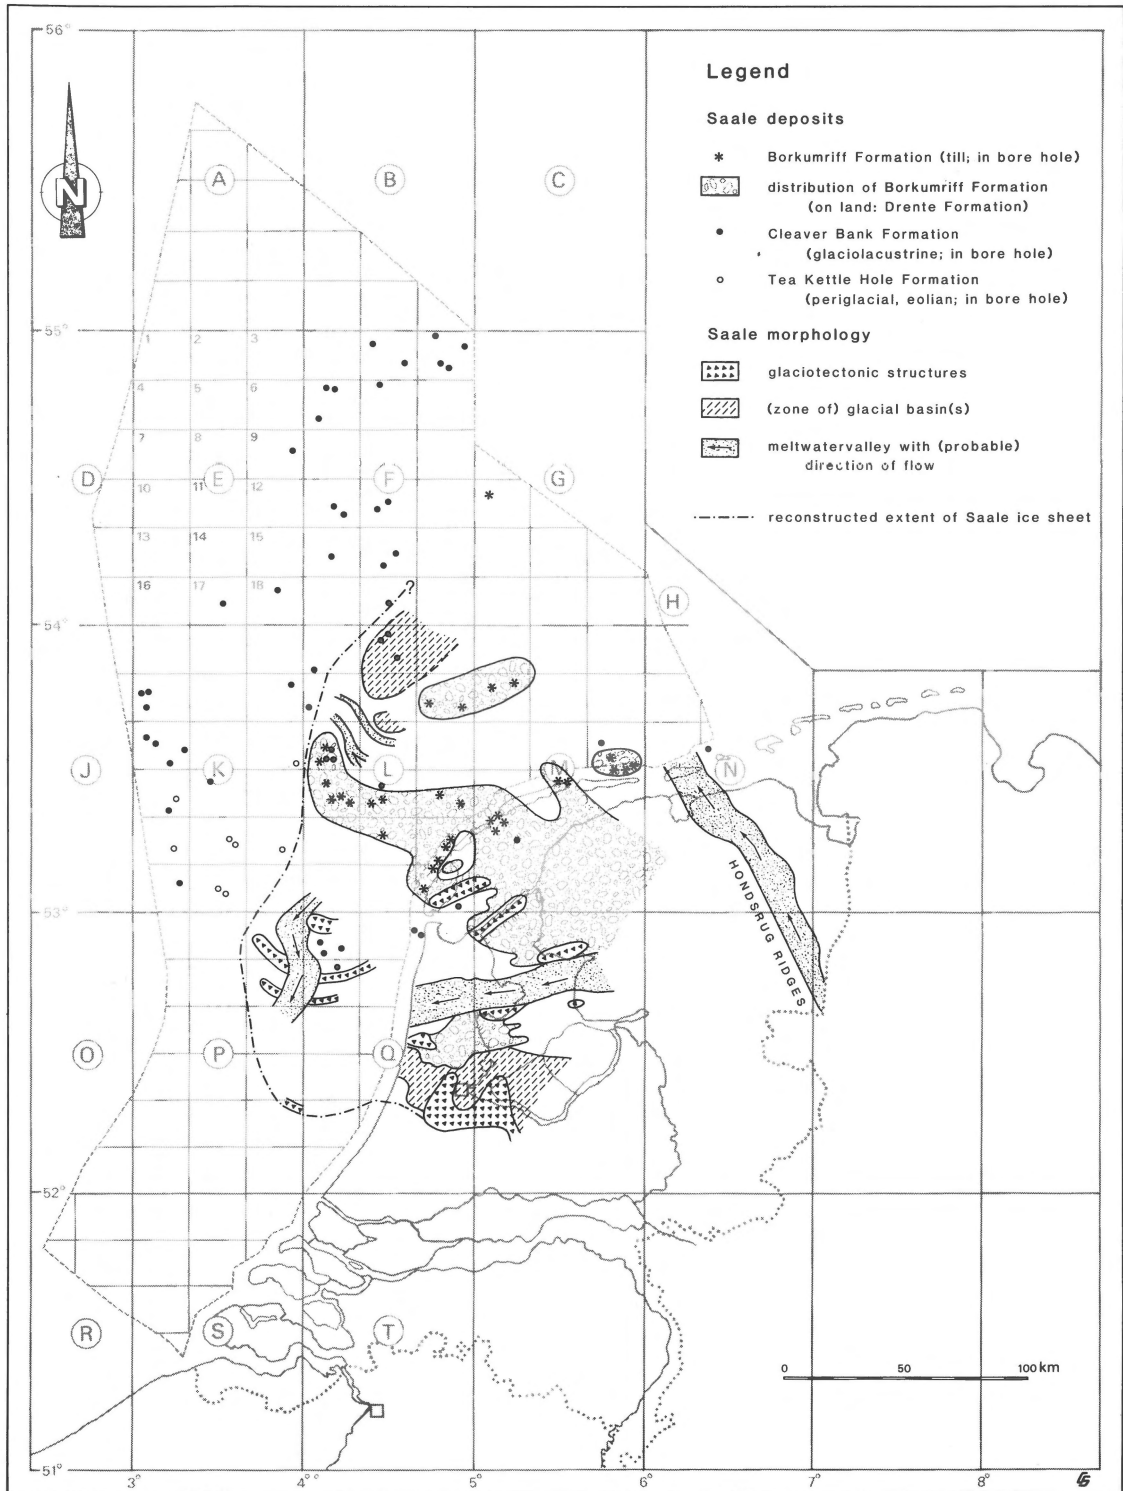 56°
Legend
Saale deposits
Borkumriff Formation (till; in bore hole)
distribution of Borkumriff Formation
(on land: Drente Formation)
Cleaver Bank Formation
(glaciolacustrine; in bore hole)
Tea Kettle Hole Formation
(periglacial, eolian; in bore hole)
Saale morphology
glaciotectonic structures
(zone of) glacial basin(s)
meltwatervalley with (probable)
direction of flow
reconstructed extent of Saale ice sheet
N
A B C
55°
1 2 3
4 5 6
7 8 9
D E F G
10 11 12
13 14 15
16 17 18
?
H
54°
J K L M N
HONDSRUG RIDGES
53°
O P Q
52°
R S T
0 50 100 km
51°
3° 4° 5° 6° 7° 8°